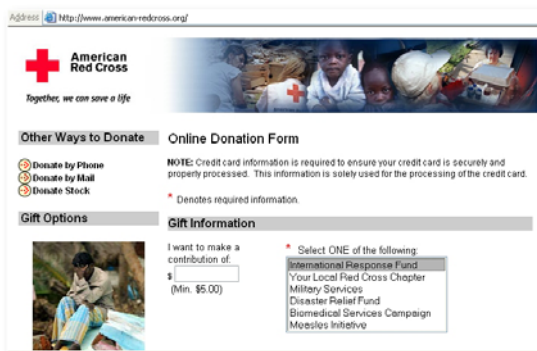 Address http://www.american-redcross.org/
American
Red Cross
Together, we can save a life
Other Ways to Donate
Donate by Phone
Donate by Mail
Donate Stock
Gift Options
Online Donation Form
NOTE: Credit card information is required to ensure your credit card is securely and
properly processed. This information is solely used for the processing of the credit card.
* Denotes required information.
Gift Information
I want to make a
contribution of:
$
(Min. $5.00)
* Select ONE of the following:
International Response Fund
Your Local Red Cross Chapter
Military Services
Disaster Relief Fund
Biomedical Services Campaign
Measles Initiative